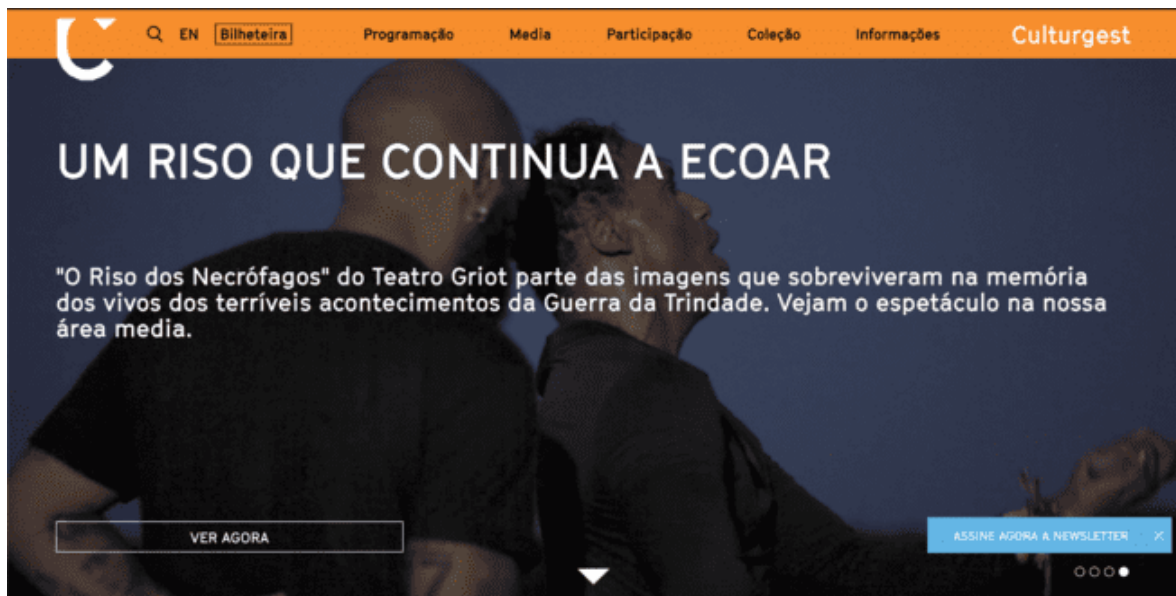 EN Bilheteira Programação Media Participação Coleção Informações Culturgest
UM RISO QUE CONTINUA A ECOAR
"O Riso dos Necrófagos" do Teatro Griot parte das imagens que sobreviveram na memória
dos vivos dos terríveis acontecimentos da Guerra da Trindade. Vejam o espetáculo na nossa
área media.
VER AGORA
ASSINE AGORA A NEWSLETTER